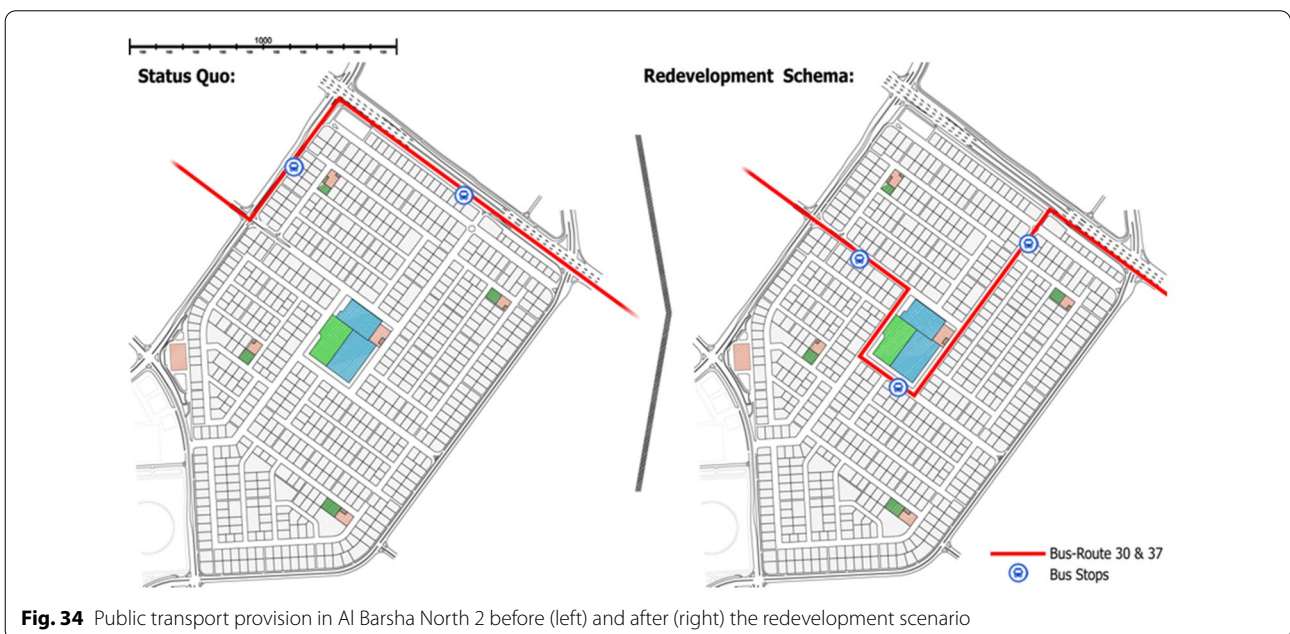 1000
Status Quo:
Redevelopment Schema:
Bus-Route 30 & 37
Bus Stops
Fig. 34 Public transport provision in Al Barsha North 2 before (left) and after (right) the redevelopment scenario